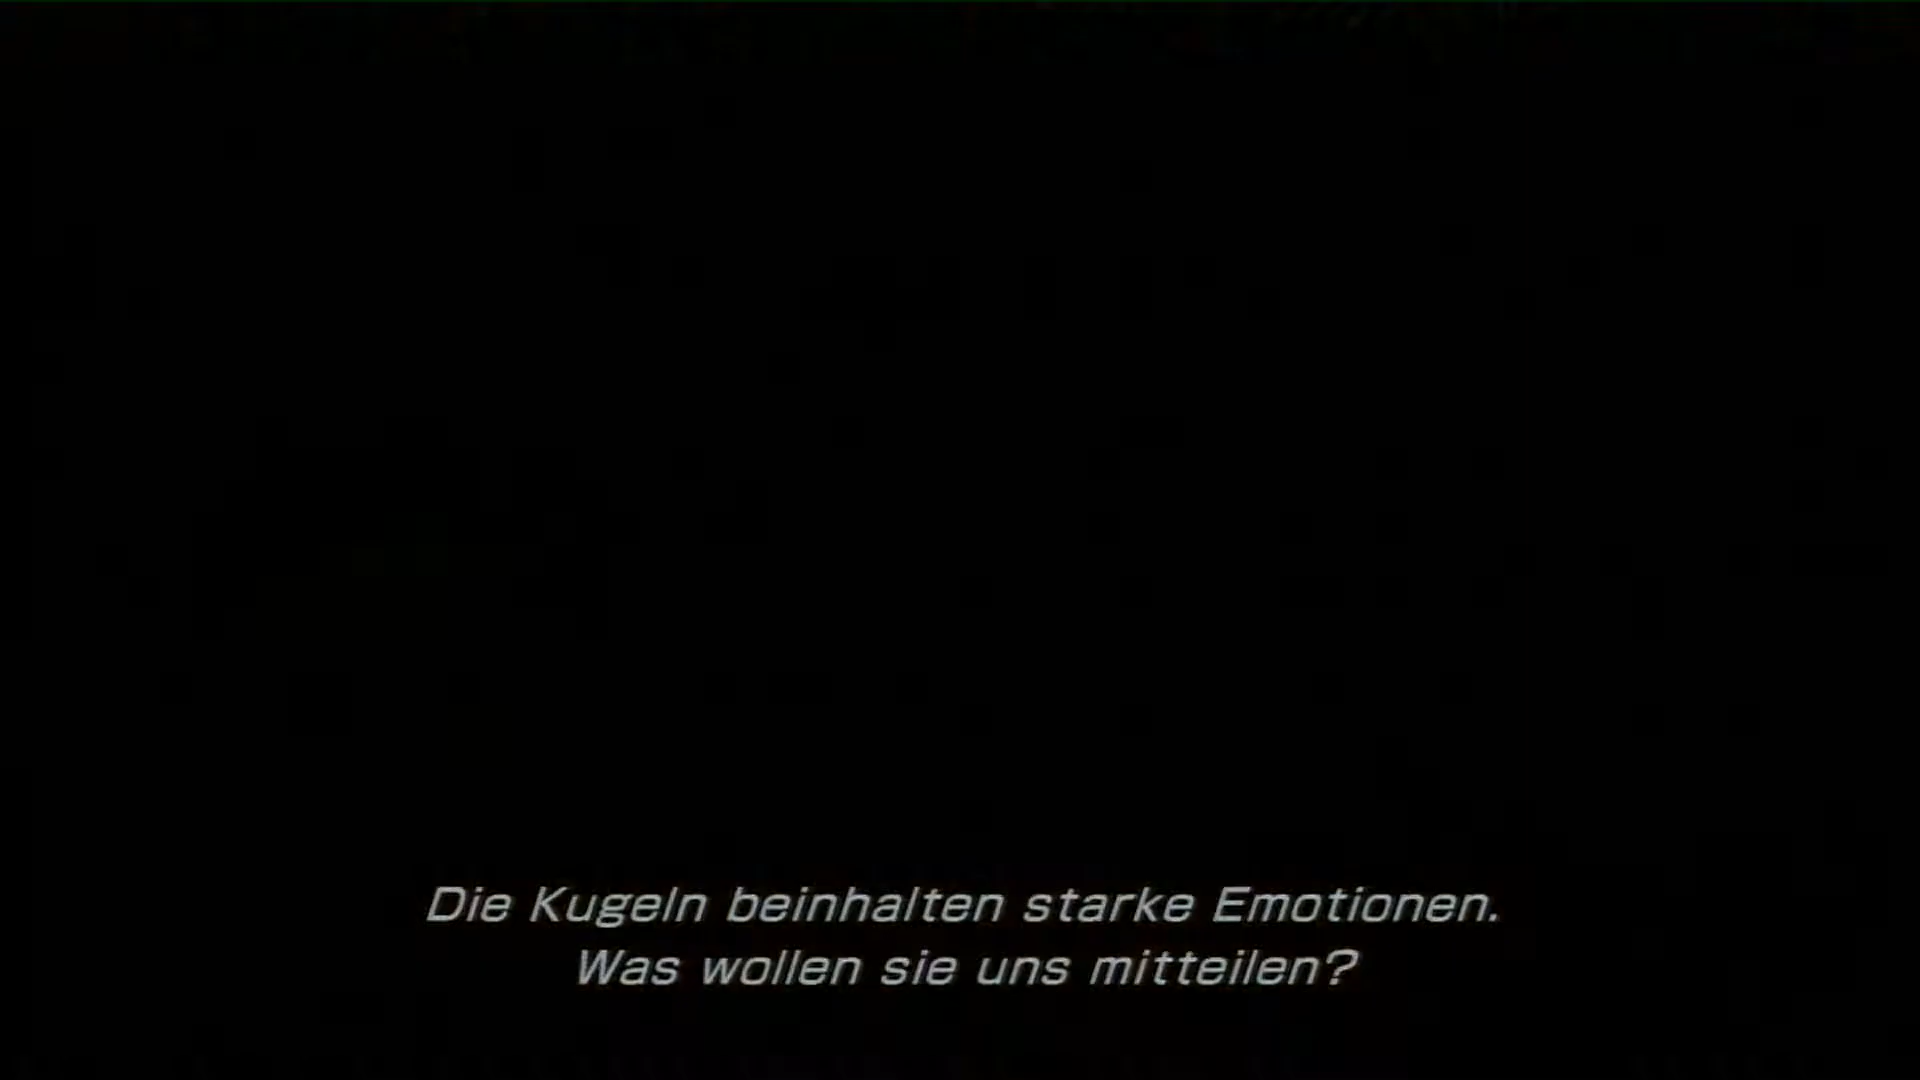 Die Kugeln beinhalten starke Emotionen.
Was wollen sie uns mitteilen?